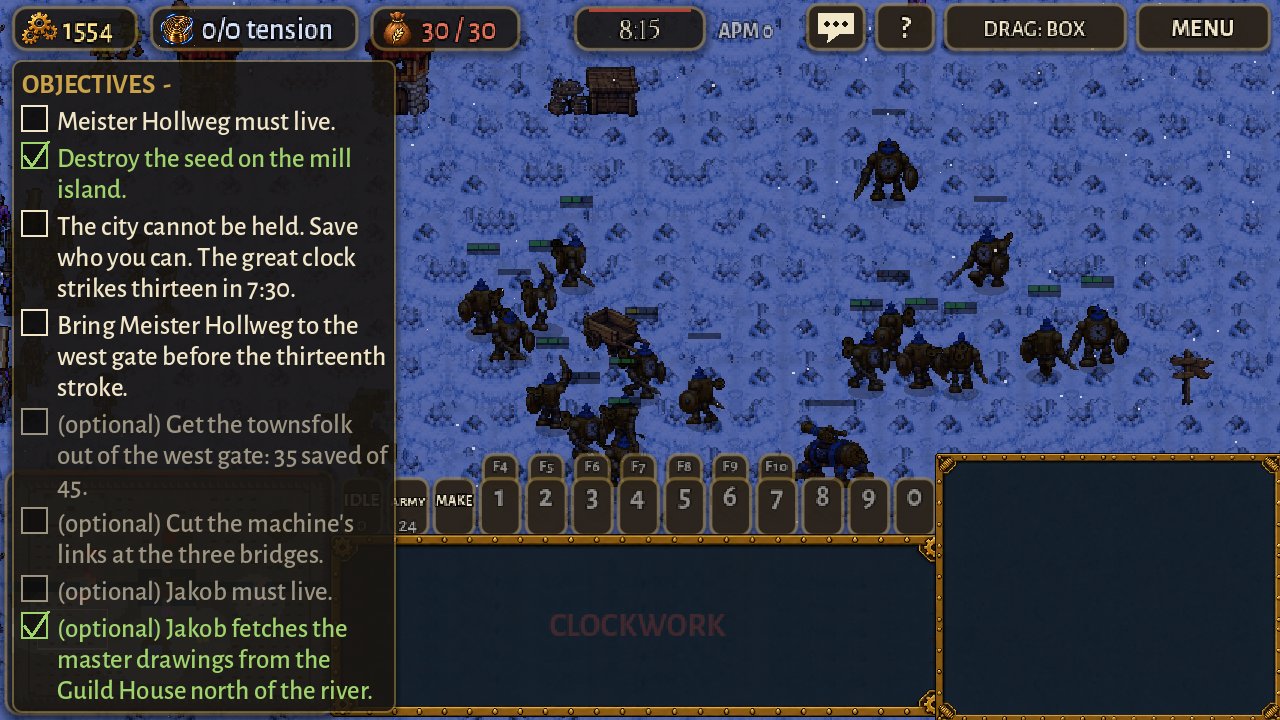 1554
0/0 tension
30 / 30
8:15
APM 0
?
DRAG: BOX
MENU
OBJECTIVES -
Meister Hollweg must live.
Destroy the seed on the mill
island.
The city cannot be held. Save
who you can. The great clock
strikes thirteen in 7:30.
Bring Meister Hollweg to the
west gate before the thirteenth
stroke.
(optional) Get the townsfolk
out of the west gate: 35 saved of
45.
(optional) Cut the machine's
links at the three bridges.
(optional) Jakob must live.
(optional) Jakob fetches the
master drawings from the
Guild House north of the river.
F4 F5 F6 F7 F8 F9 F10
IDLE ARMY MAKE 1 2 3 4 5 6 7 8 9 0
0 24
CLOCKWORK